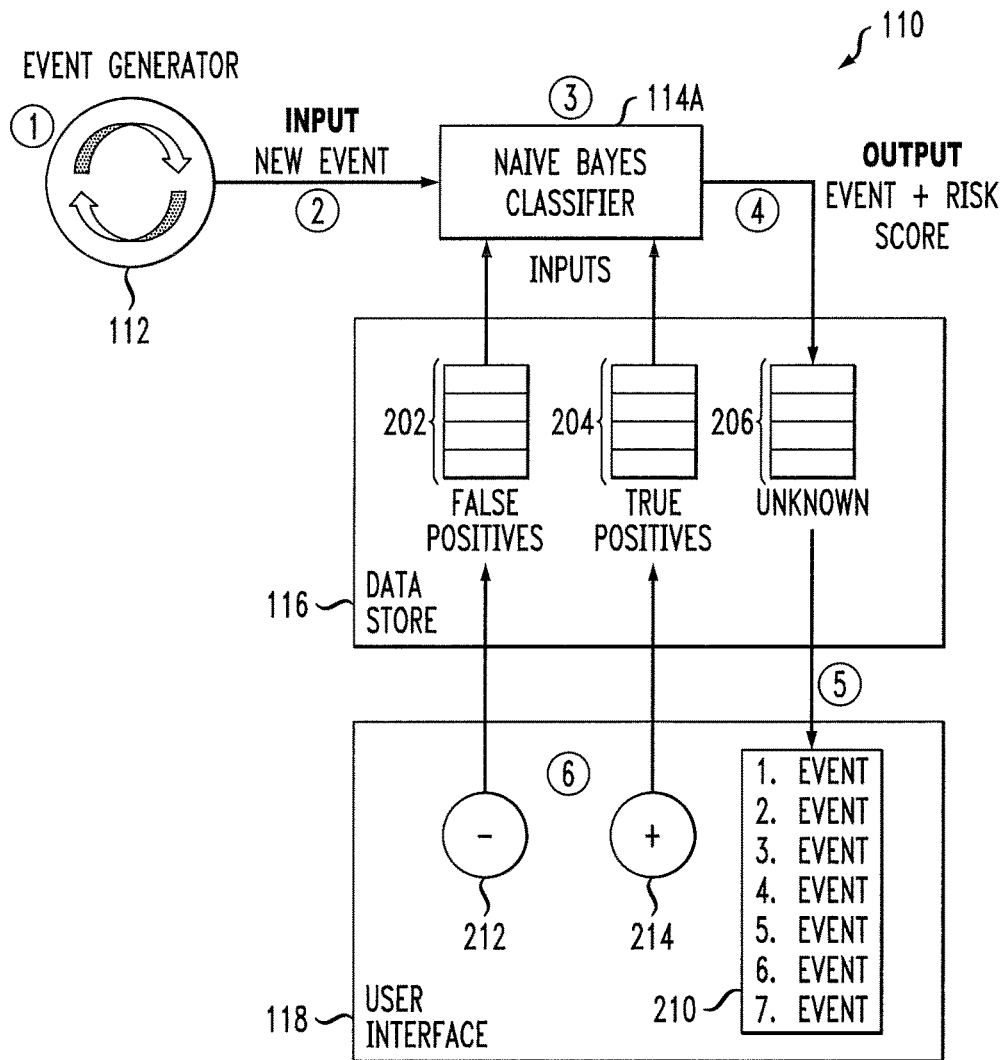 110
EVENT GENERATOR
1
INPUT
NEW EVENT
2
3
114A
NAIVE BAYES
CLASSIFIER
4
OUTPUT
EVENT + RISK
SCORE
112
INPUTS
202
204
206
FALSE
POSITIVES
TRUE
POSITIVES
UNKNOWN
116
DATA
STORE
5
6
-
+
212
214
1. EVENT
2. EVENT
3. EVENT
4. EVENT
5. EVENT
6. EVENT
7. EVENT
210
118
USER
INTERFACE